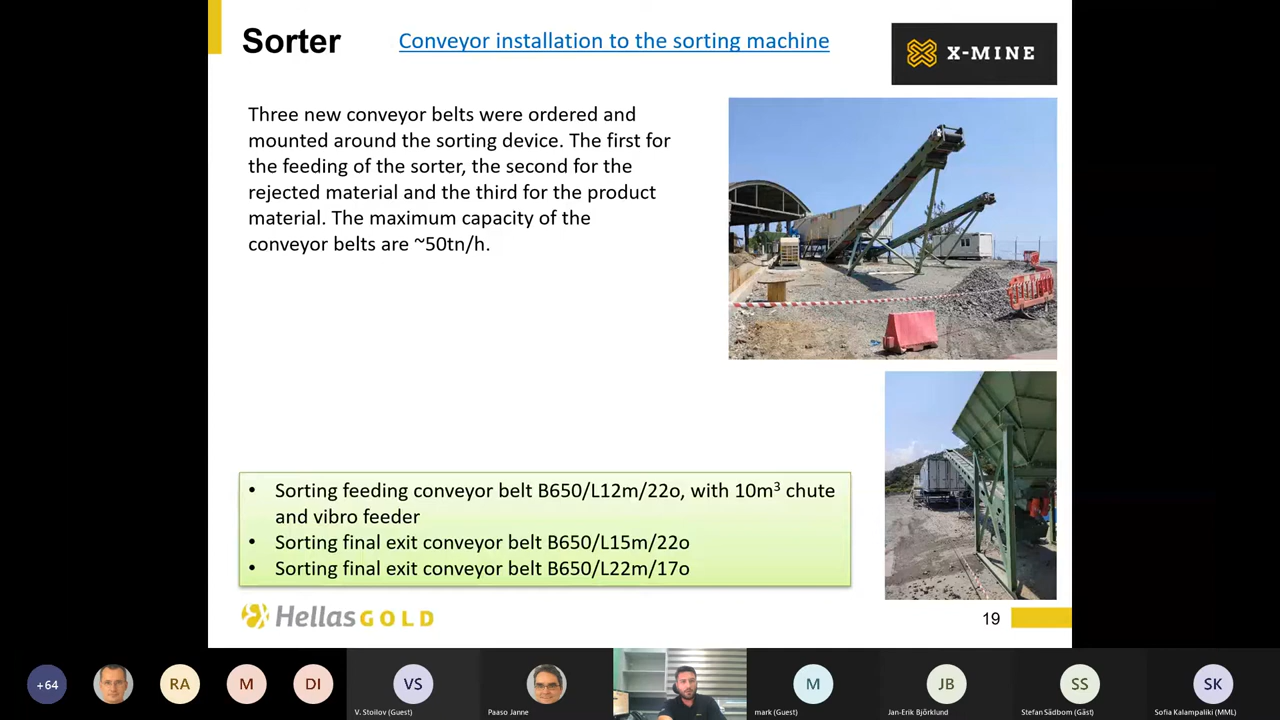 Sorter
Conveyor installation to the sorting machine
X-MINE
Three new conveyor belts were ordered and
mounted around the sorting device. The first for
the feeding of the sorter, the second for the
rejected material and the third for the product
material. The maximum capacity of the
conveyor belts are ~50tn/h.
• Sorting feeding conveyor belt B650/L12m/22o, with 10m³ chute
and vibro feeder
• Sorting final exit conveyor belt B650/L15m/22o
• Sorting final exit conveyor belt B650/L22m/17o
Hellas GOLD
19
+64
RA
M
DI
VS
M
JB
SS
SK
V. Stoilov (Guest)
Paaso Janne
mark (Guest)
Jan-Erik Björklund
Stefan Sädbom (Gäst)
Sofia Kalampaliki (MML)